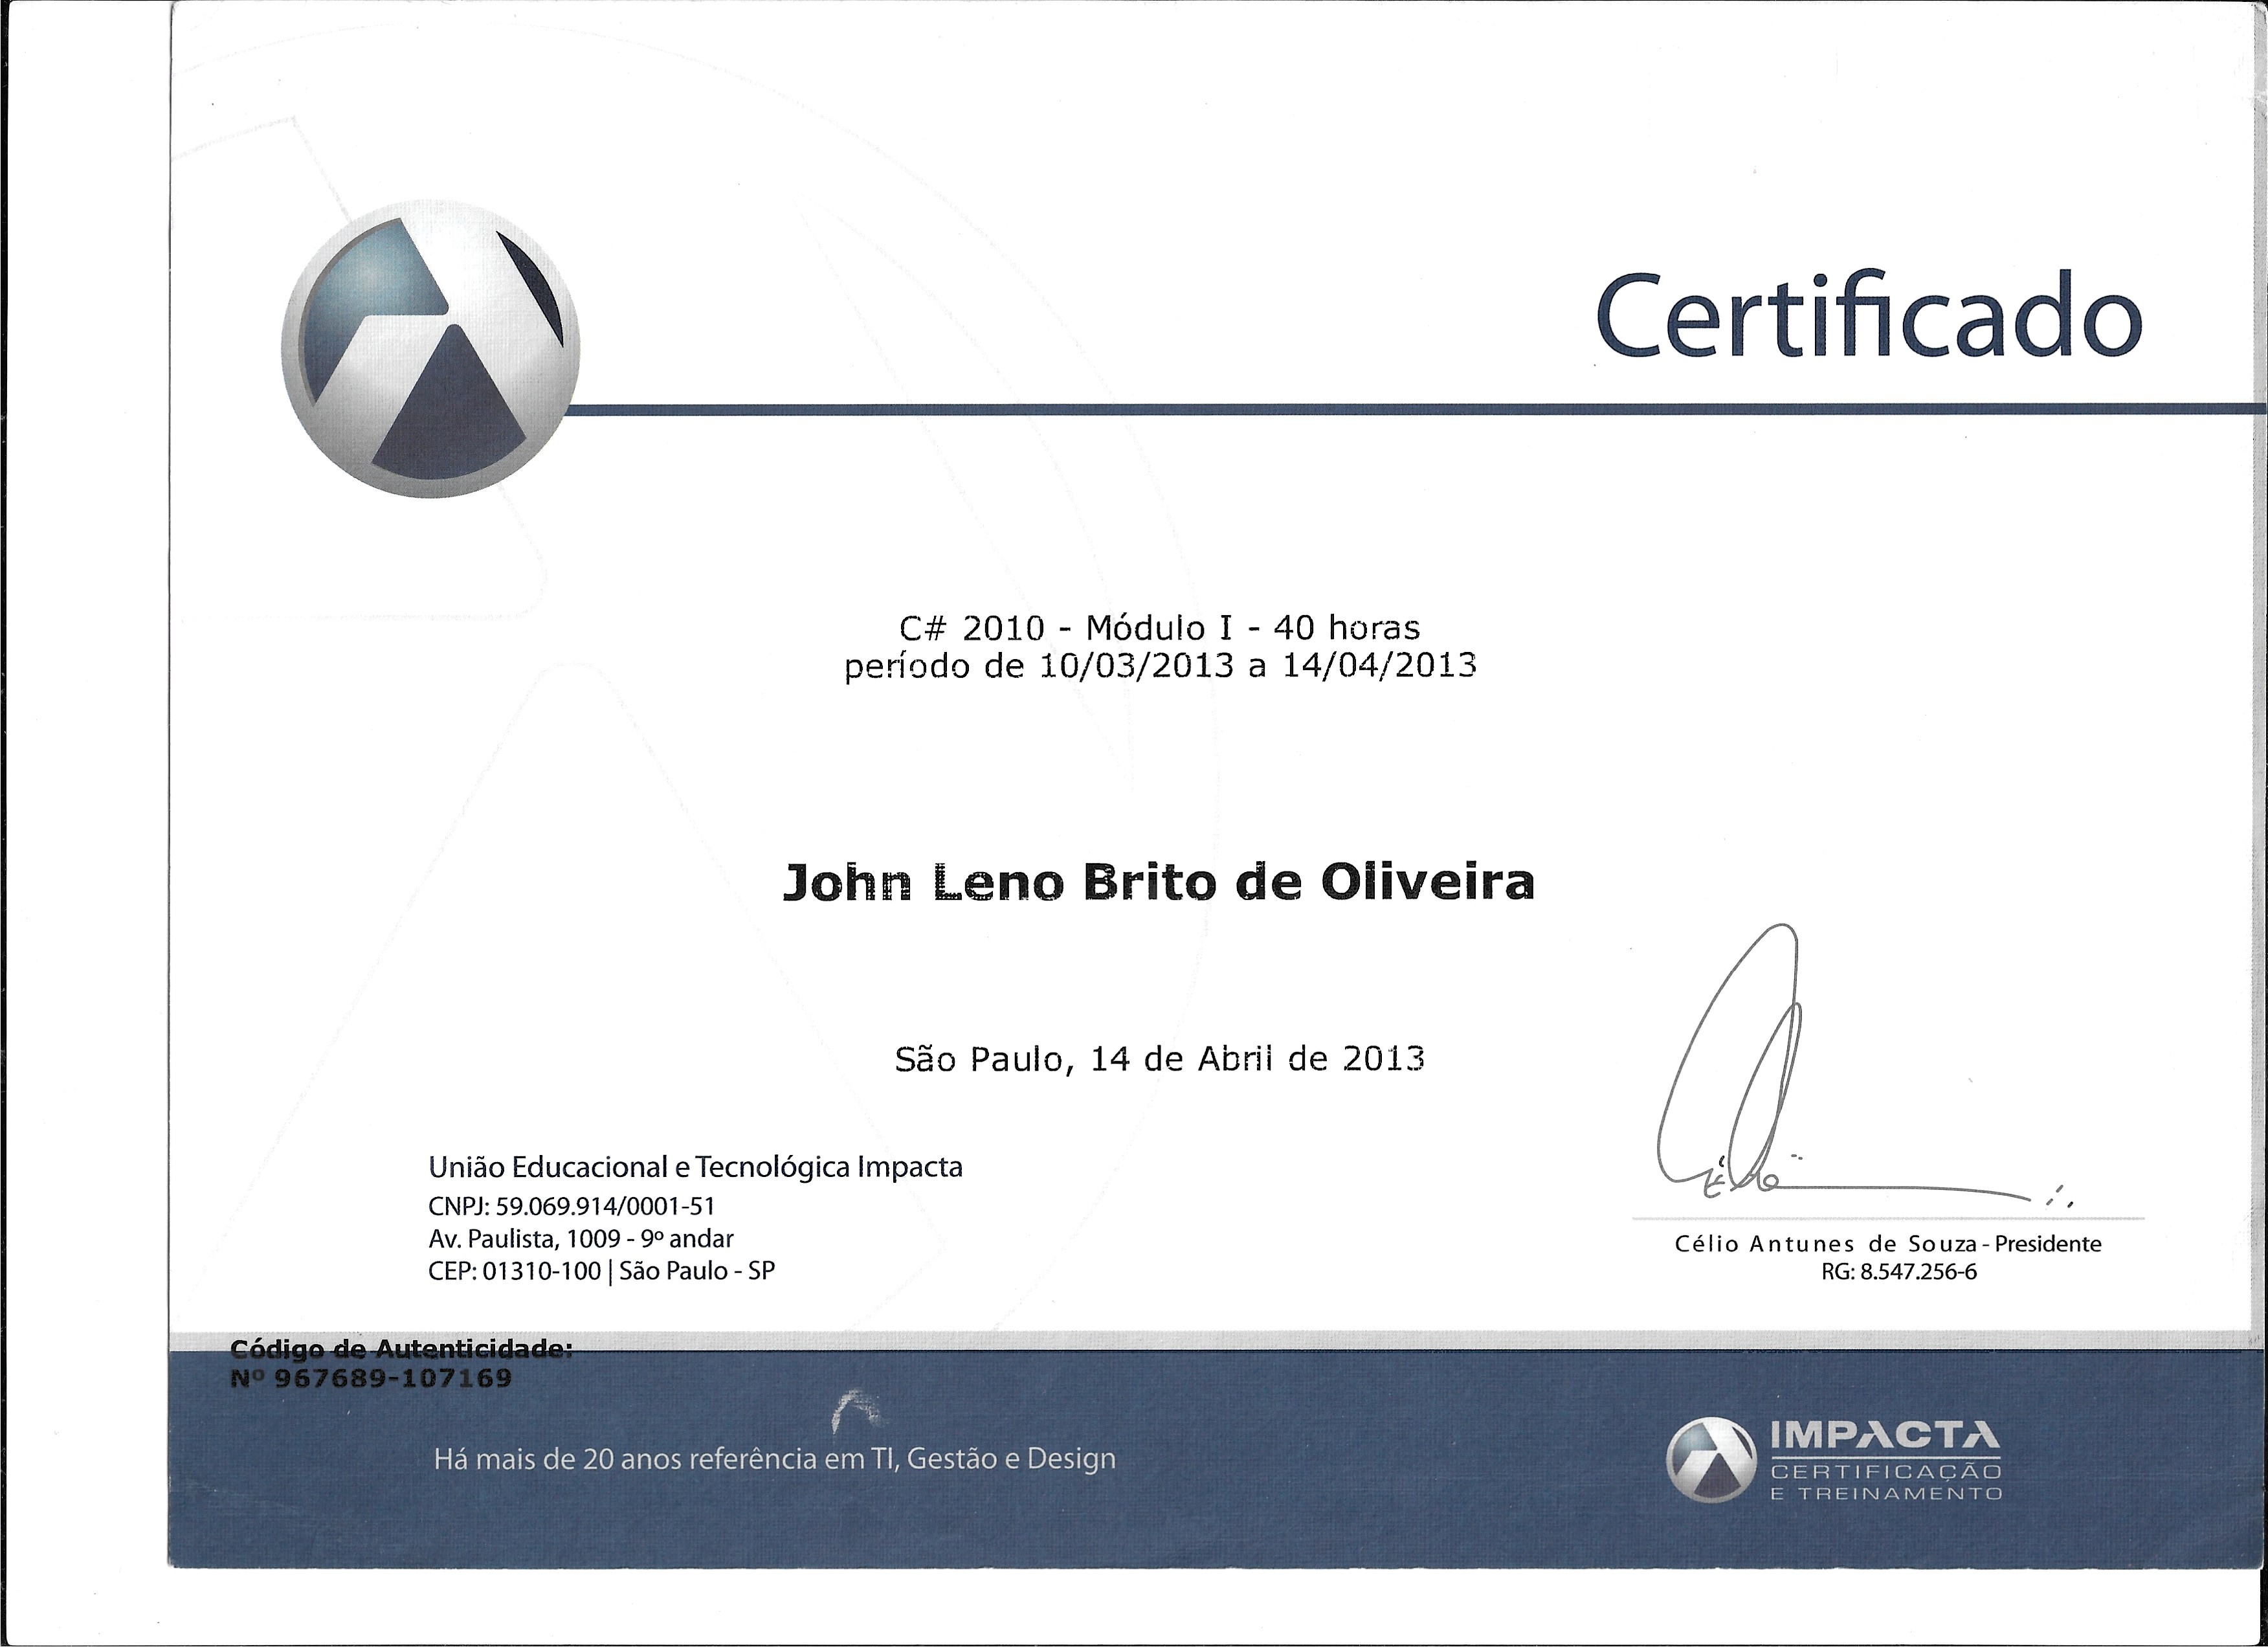 Certificado
C# 2010 - Módulo I - 40 horas
período de 10/03/2013 a 14/04/2013
John Leno Brito de Oliveira
São Paulo, 14 de Abril de 2013
União Educacional e Tecnológica Impacta
CNPJ: 59.069.914/0001-51
Av. Paulista, 1009 - 9º andar
CEP: 01310-100 | São Paulo - SP
Célio Antunes de Souza - Presidente
RG: 8.547.256-6
Código de Autenticidade:
Nº 967689-107169
Há mais de 20 anos referência em TI, Gestão e Design
IMPACTA
CERTIFICAÇÃO
E TREINAMENTO